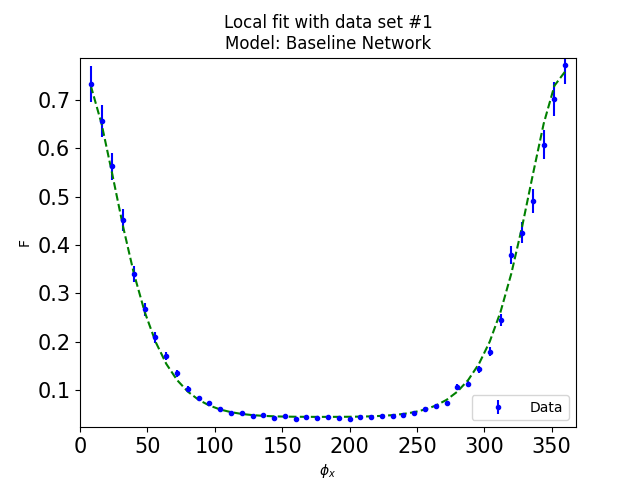 Local fit with data set #1
Model: Baseline Network
0.7
0.6
0.5
0.4
0.3
0.2
0.1
F
Data
0 50 100 150 200 250 300 350
ϕx